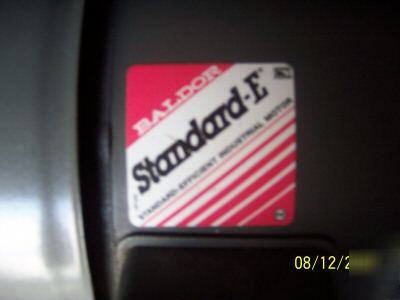 BALDOR
Standard-E
STANDARD-EFFICIENT INDUSTRIAL MOTOR
08/12/2